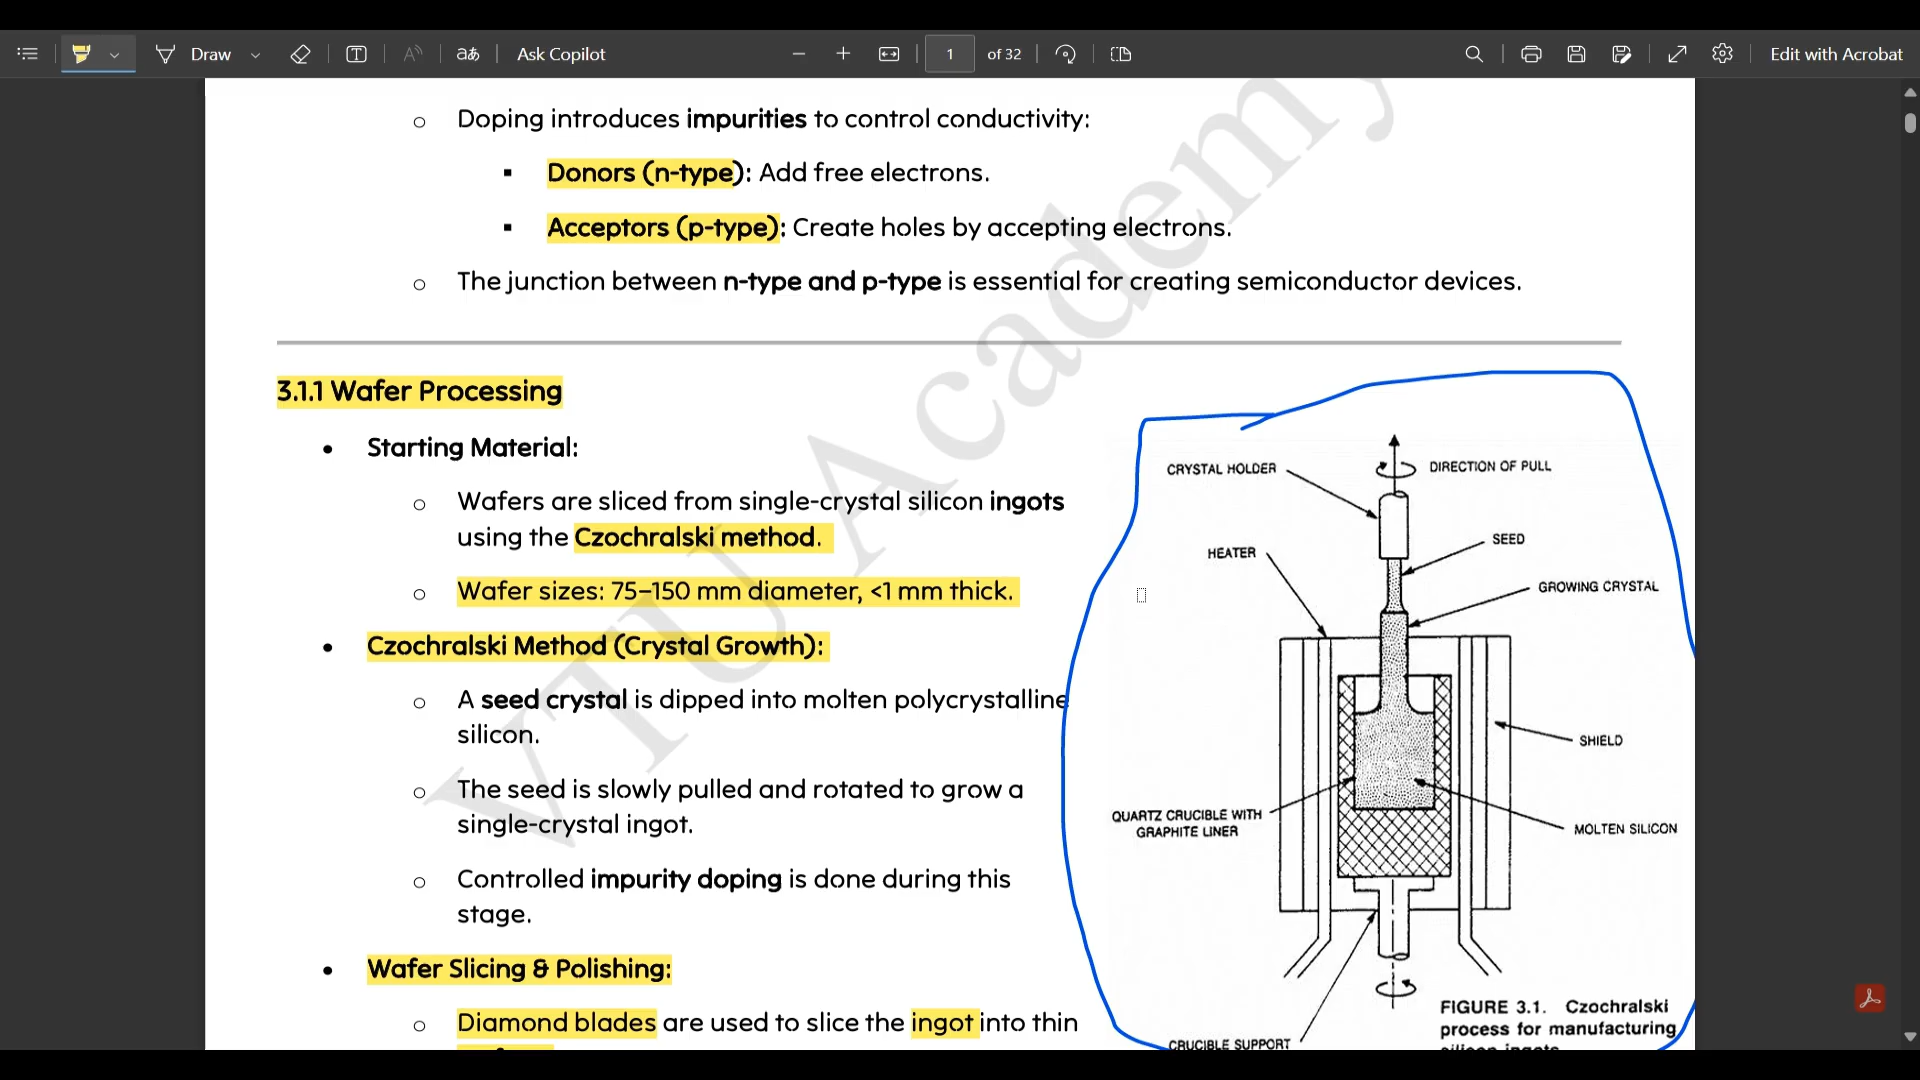 Draw
aあ
Ask Copilot
1
of 32
Edit with Acrobat
Doping introduces impurities to control conductivity:
Donors (n-type): Add free electrons.
Acceptors (p-type): Create holes by accepting electrons.
The junction between n-type and p-type is essential for creating semiconductor devices.
3.1.1 Wafer Processing
Starting Material:
Wafers are sliced from single-crystal silicon ingots
using the Czochralski method.
Wafer sizes: 75–150 mm diameter, <1 mm thick.
Czochralski Method (Crystal Growth):
A seed crystal is dipped into molten polycrystalline
silicon.
The seed is slowly pulled and rotated to grow a
single-crystal ingot.
Controlled impurity doping is done during this
stage.
Wafer Slicing & Polishing:
Diamond blades are used to slice the ingot into thin
CRYSTAL HOLDER
DIRECTION OF PULL
SEED
HEATER
GROWING CRYSTAL
SHIELD
QUARTZ CRUCIBLE WITH
GRAPHITE LINER
MOLTEN SILICON
CRUCIBLE SUPPORT
FIGURE 3.1. Czochralski
process for manufacturing
silicon ingots
VTU Academy